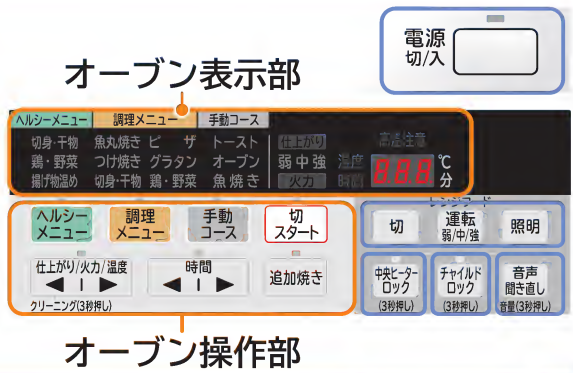 電源
切/入
オーブン表示部
ヘルシーメニュー 調理メニュー 手動コース
切身・干物 魚丸焼き ピ ザ トースト 仕上がり 高温注意
鶏・野菜 つけ焼き グラタン オーブン 弱 中 強 温度 8.8.8 ℃
揚げ物温め 切身・干物 鶏・野菜 魚焼き 火力 時間 分
レンジフード
ヘルシー
メニュー
調理
メニュー
手動
コース
切
スタート
切
運転
弱/中/強
照明
仕上がり/火力/温度
◀ ▶
クリーニング(3秒押し)
時間
◀ ▶
追加焼き
中央ヒーター
ロック
(3秒押し)
チャイルド
ロック
(3秒押し)
音声
聞き直し
音量(3秒押し)
オーブン操作部